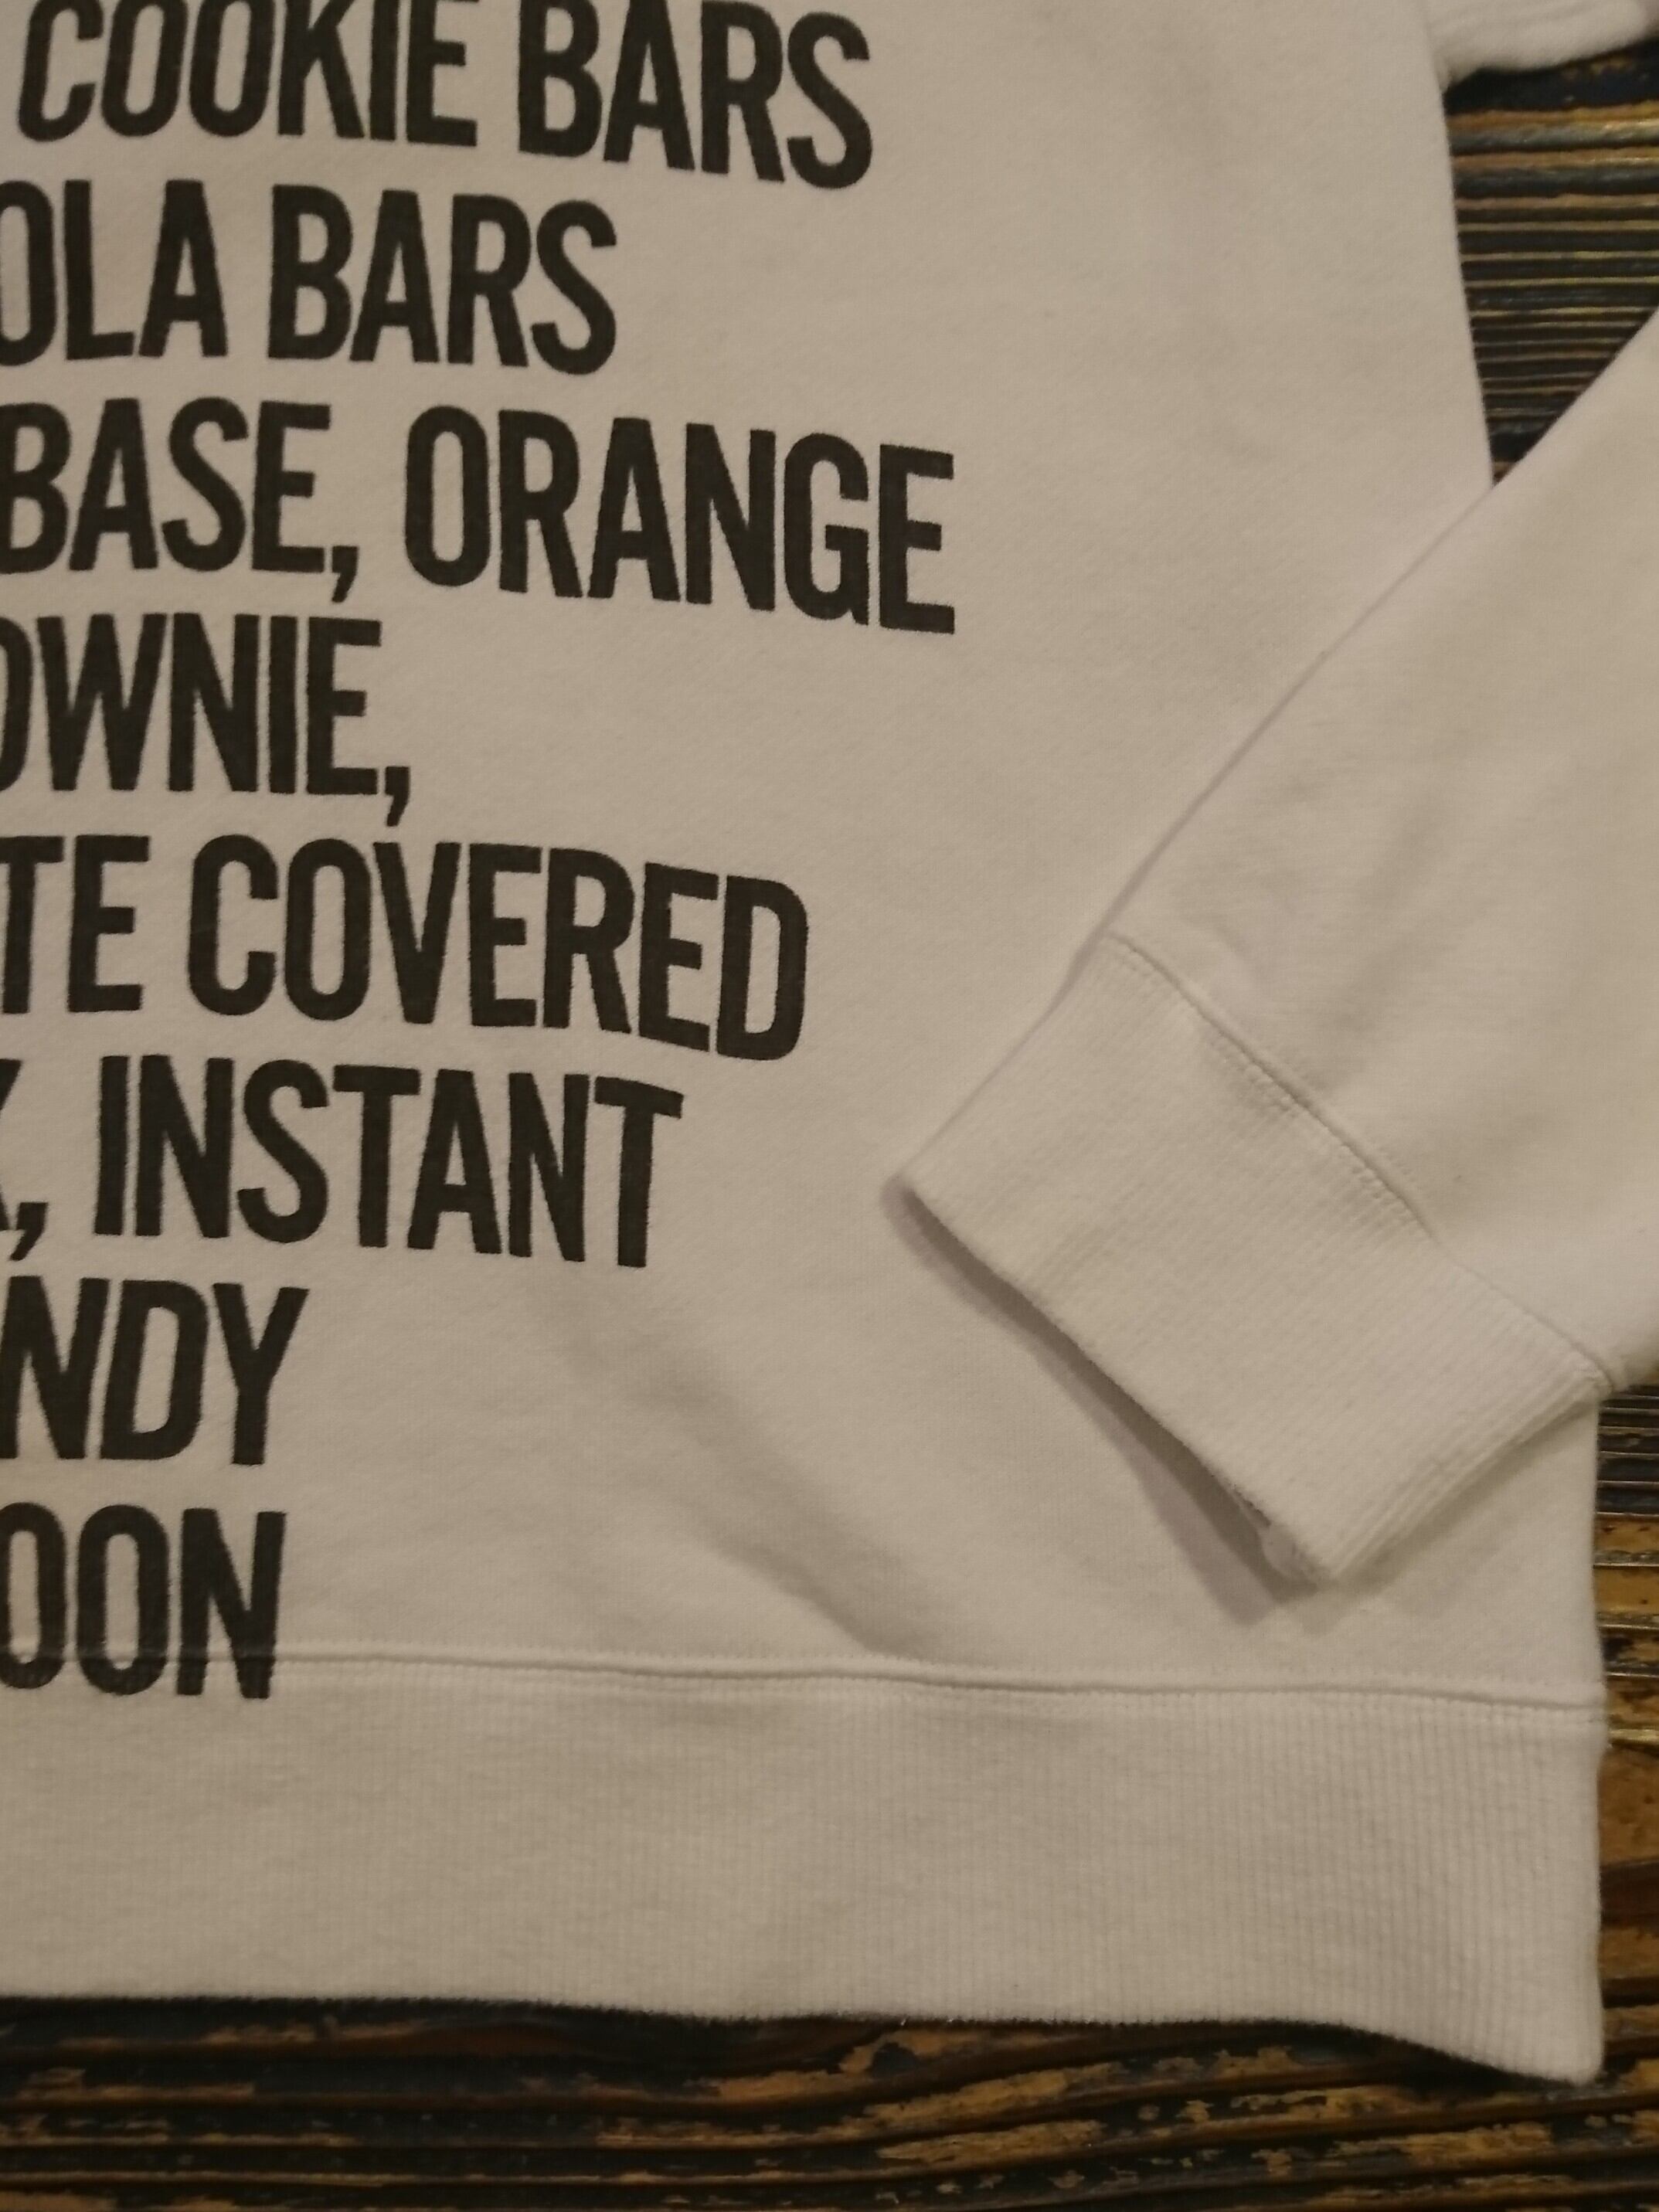 COOKIE BARS
OLA BARS
BASE, ORANGE
OWNIE,
TE COVERED
, INSTANT
NDY
OON